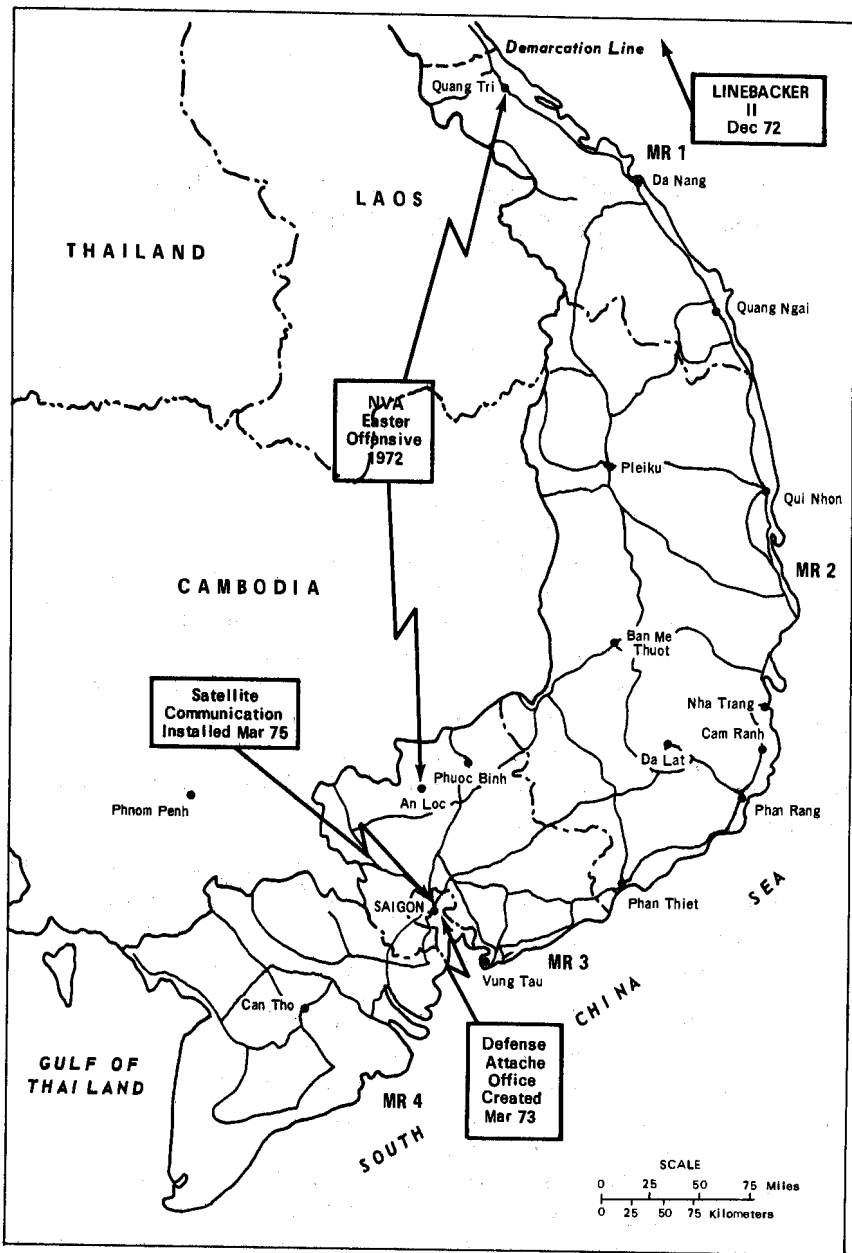 Demarcation Line
Quang Tri
LINEBACKER
II
Dec 72
MR 1
Da Nang
LAOS
THAILAND
Quang Ngai
NVA
Easter
Offensive
1972
Pleiku
Qui Nhon
MR 2
CAMBODIA
Ban Me
Thuot
Satellite
Communication
Installed Mar 75
Nha Trang
Cam Ranh
Da Lat
Phuoc Binh
An Loc
Phnom Penh
Phan Rang
SEA
Phan Thiet
SAIGON
MR 3
Vung Tau
CHINA
Can Tho
Defense
Attache
Office
Created
Mar 73
GULF OF
THAILAND
MR 4
SOUTH
SCALE
0 25 50 75 Miles
0 25 50 75 Kilometers